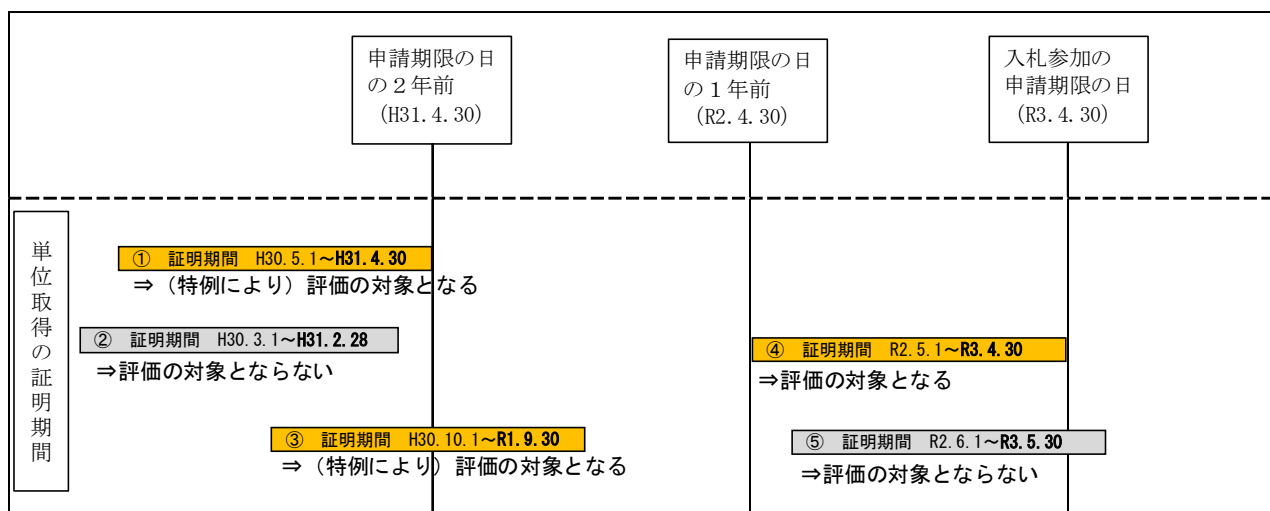 申請期限の日
の２年前
（H31.4.30）
申請期限の日
の１年前
（R2.4.30）
入札参加の
申請期限の日
（R3.4.30）
単位取得の証明期間
① 証明期間 H30.5.1～H31.4.30
⇒（特例により）評価の対象となる
② 証明期間 H30.3.1～H31.2.28
⇒評価の対象とならない
③ 証明期間 H30.10.1～R1.9.30
⇒（特例により）評価の対象となる
④ 証明期間 R2.5.1～R3.4.30
⇒評価の対象となる
⑤ 証明期間 R2.6.1～R3.5.30
⇒評価の対象とならない